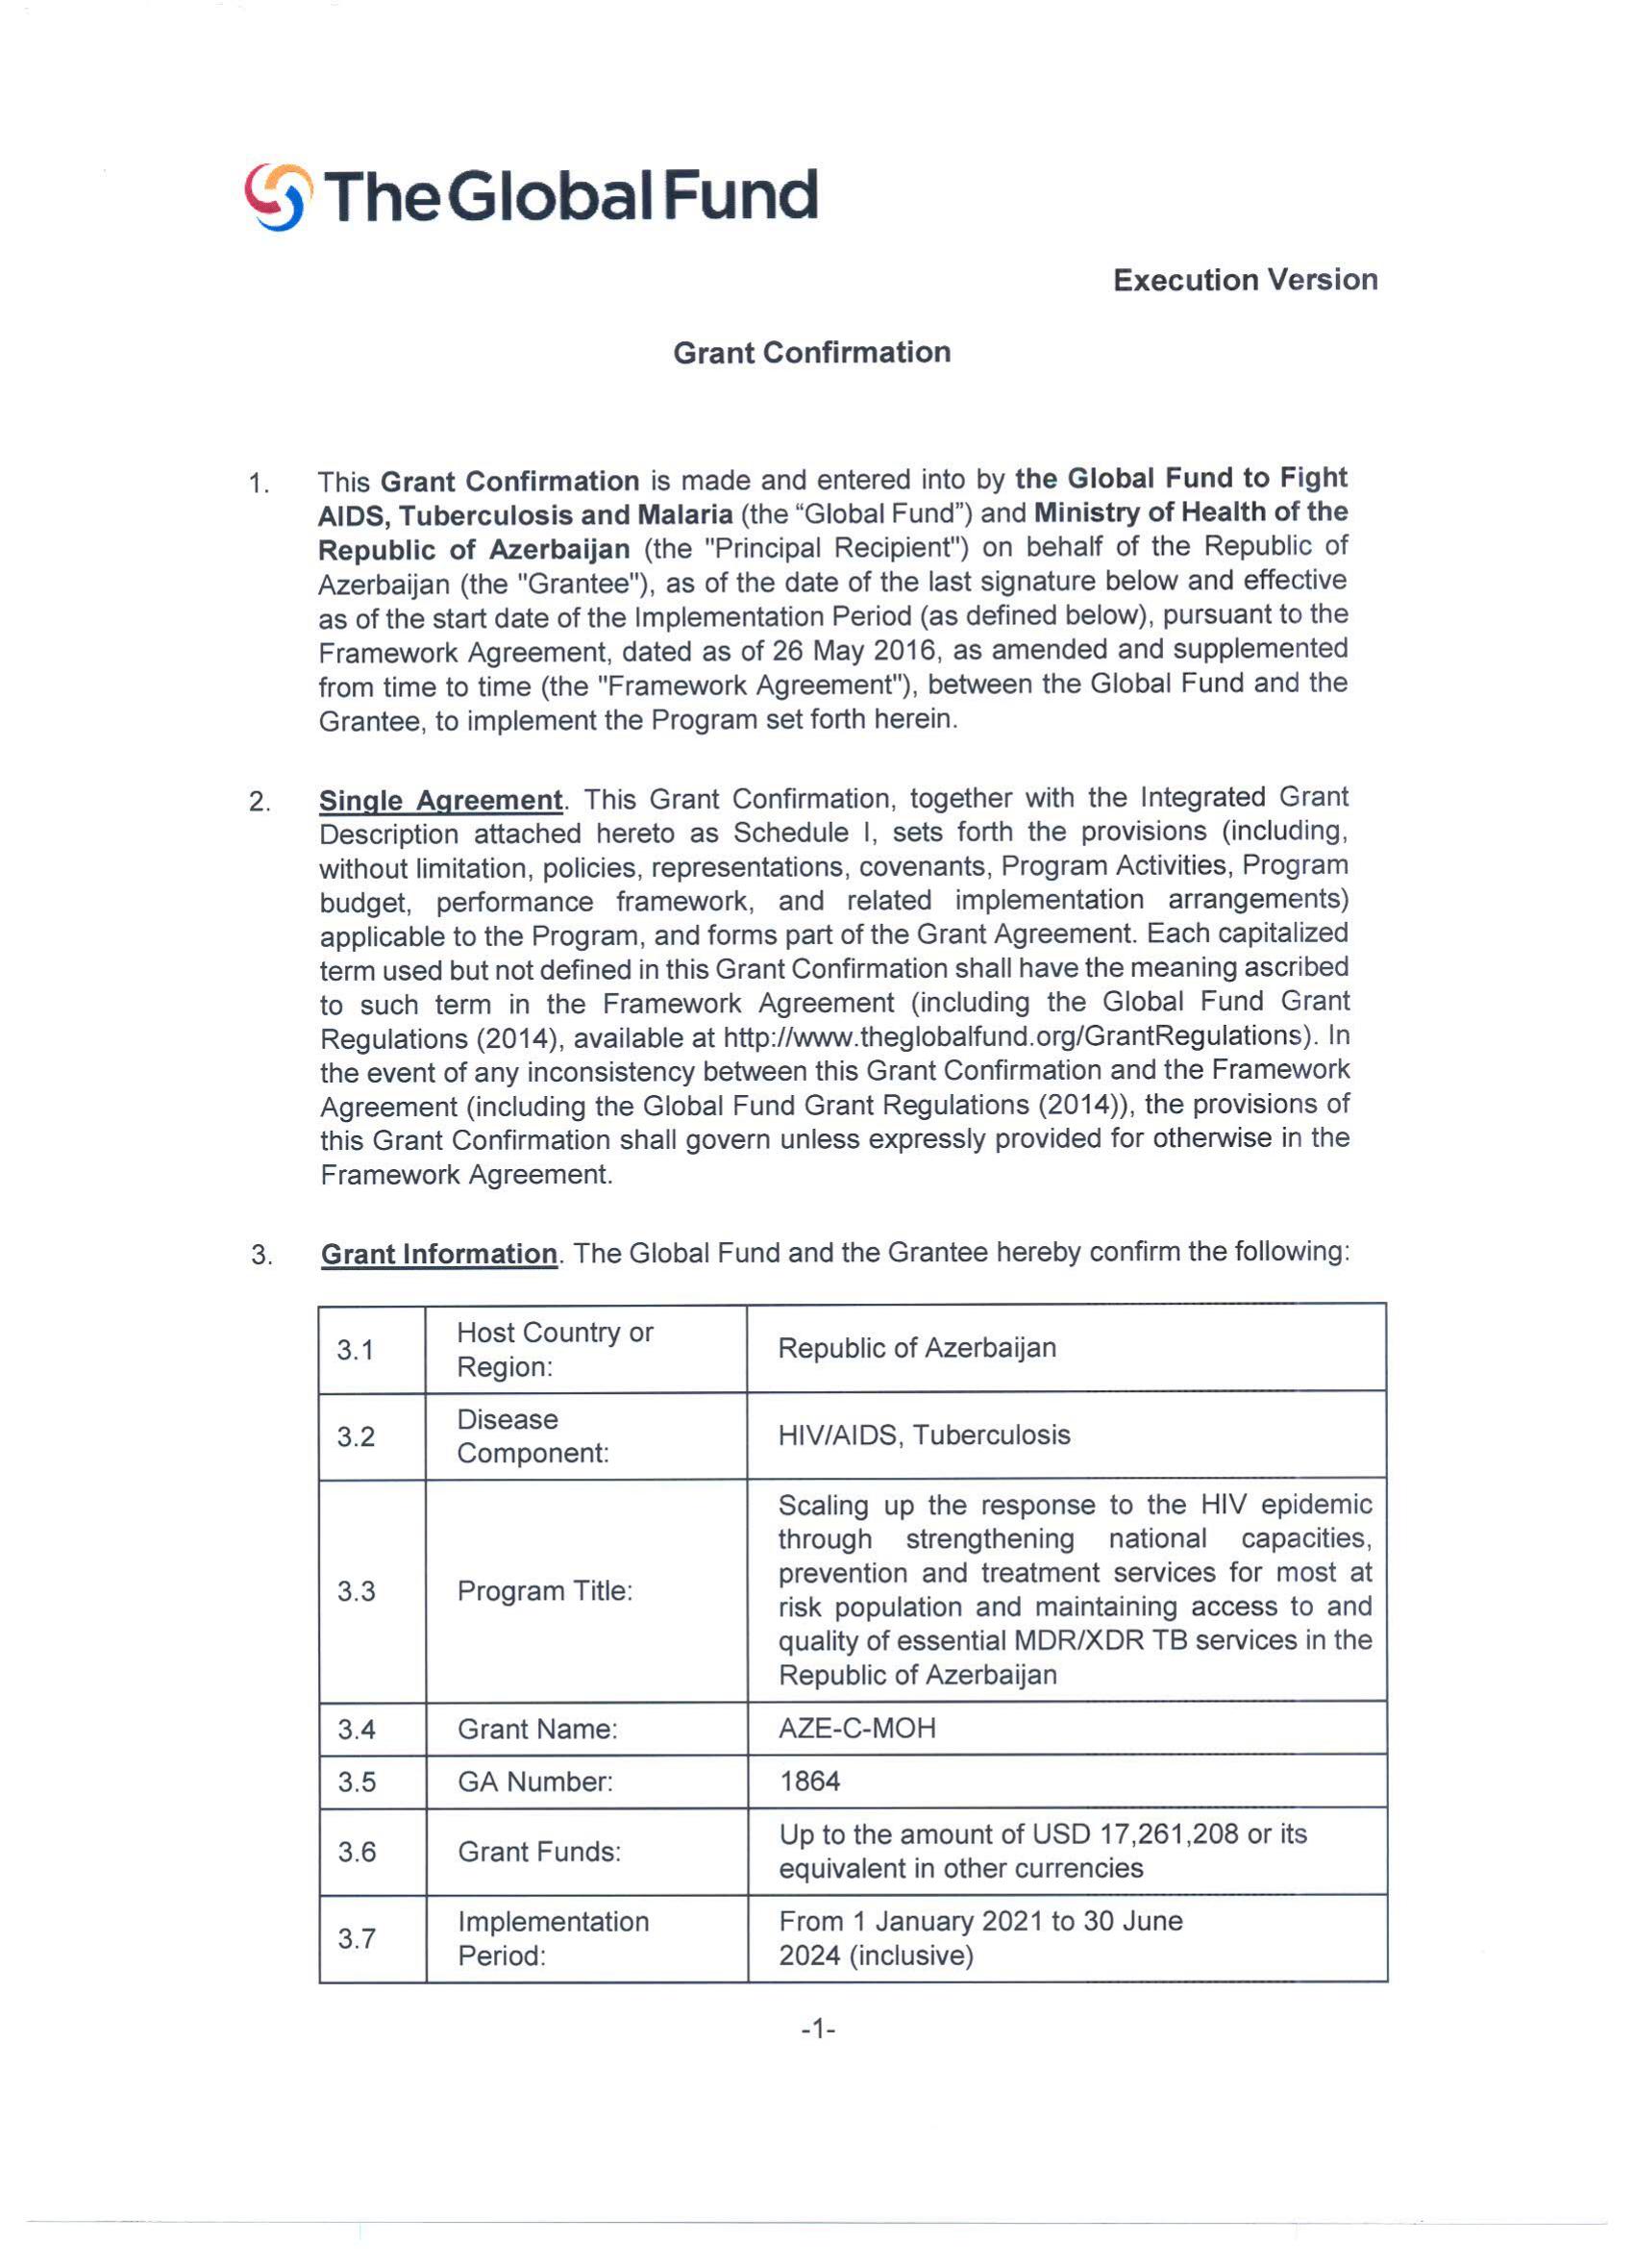 The Global Fund
Execution Version
Grant Confirmation
1. This Grant Confirmation is made and entered into by the Global Fund to Fight
AIDS, Tuberculosis and Malaria (the “Global Fund”) and Ministry of Health of the
Republic of Azerbaijan (the "Principal Recipient") on behalf of the Republic of
Azerbaijan (the "Grantee"), as of the date of the last signature below and effective
as of the start date of the Implementation Period (as defined below), pursuant to the
Framework Agreement, dated as of 26 May 2016, as amended and supplemented
from time to time (the "Framework Agreement"), between the Global Fund and the
Grantee, to implement the Program set forth herein.
2. Single Agreement. This Grant Confirmation, together with the Integrated Grant
Description attached hereto as Schedule I, sets forth the provisions (including,
without limitation, policies, representations, covenants, Program Activities, Program
budget, performance framework, and related implementation arrangements)
applicable to the Program, and forms part of the Grant Agreement. Each capitalized
term used but not defined in this Grant Confirmation shall have the meaning ascribed
to such term in the Framework Agreement (including the Global Fund Grant
Regulations (2014), available at http://www.theglobalfund.org/GrantRegulations). In
the event of any inconsistency between this Grant Confirmation and the Framework
Agreement (including the Global Fund Grant Regulations (2014)), the provisions of
this Grant Confirmation shall govern unless expressly provided for otherwise in the
Framework Agreement.
3. Grant Information. The Global Fund and the Grantee hereby confirm the following:
3.1
Host Country or
Region:
Republic of Azerbaijan
3.2
Disease
Component:
HIV/AIDS, Tuberculosis
3.3
Program Title:
Scaling up the response to the HIV epidemic
through strengthening national capacities,
prevention and treatment services for most at
risk population and maintaining access to and
quality of essential MDR/XDR TB services in the
Republic of Azerbaijan
3.4
Grant Name:
AZE-C-MOH
3.5
GA Number:
1864
3.6
Grant Funds:
Up to the amount of USD 17,261,208 or its
equivalent in other currencies
3.7
Implementation
Period:
From 1 January 2021 to 30 June
2024 (inclusive)
-1-